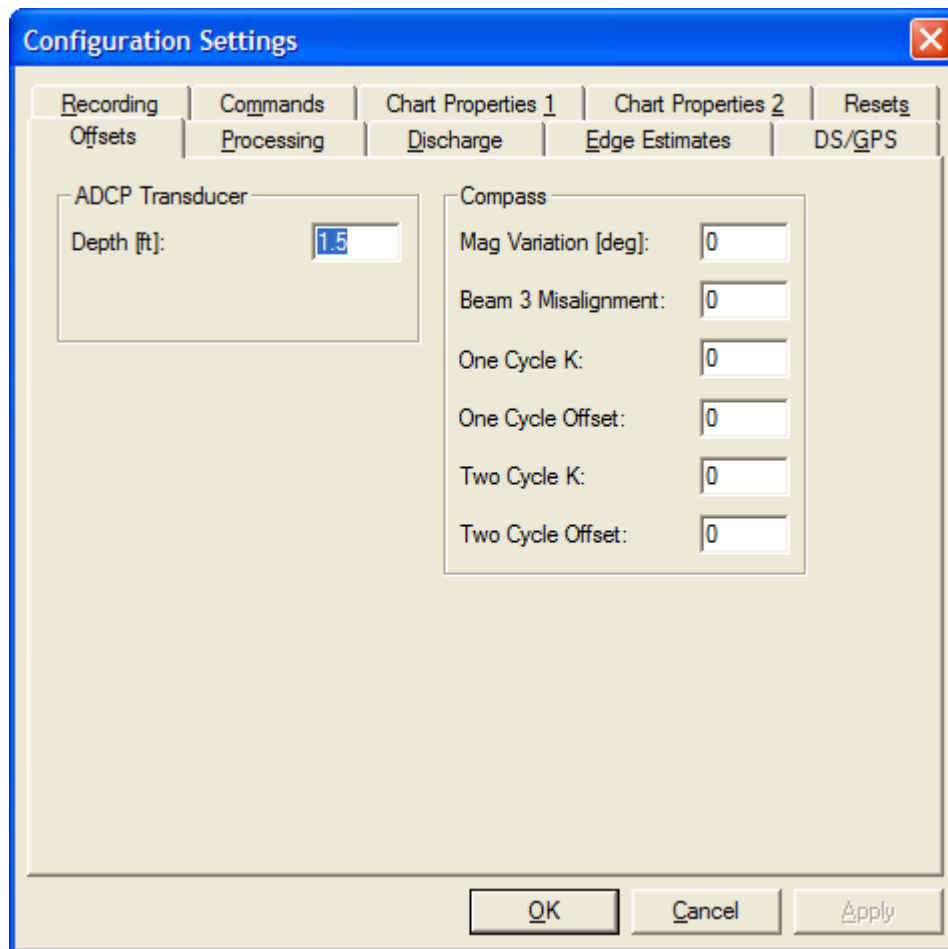 Configuration Settings
Recording Commands Chart Properties 1 Chart Properties 2 Resets
Offsets Processing Discharge Edge Estimates DS/GPS
ADCP Transducer
Depth [ft]: 1.5
Compass
Mag Variation [deg]: 0
Beam 3 Misalignment: 0
One Cycle K: 0
One Cycle Offset: 0
Two Cycle K: 0
Two Cycle Offset: 0
OK Cancel Apply